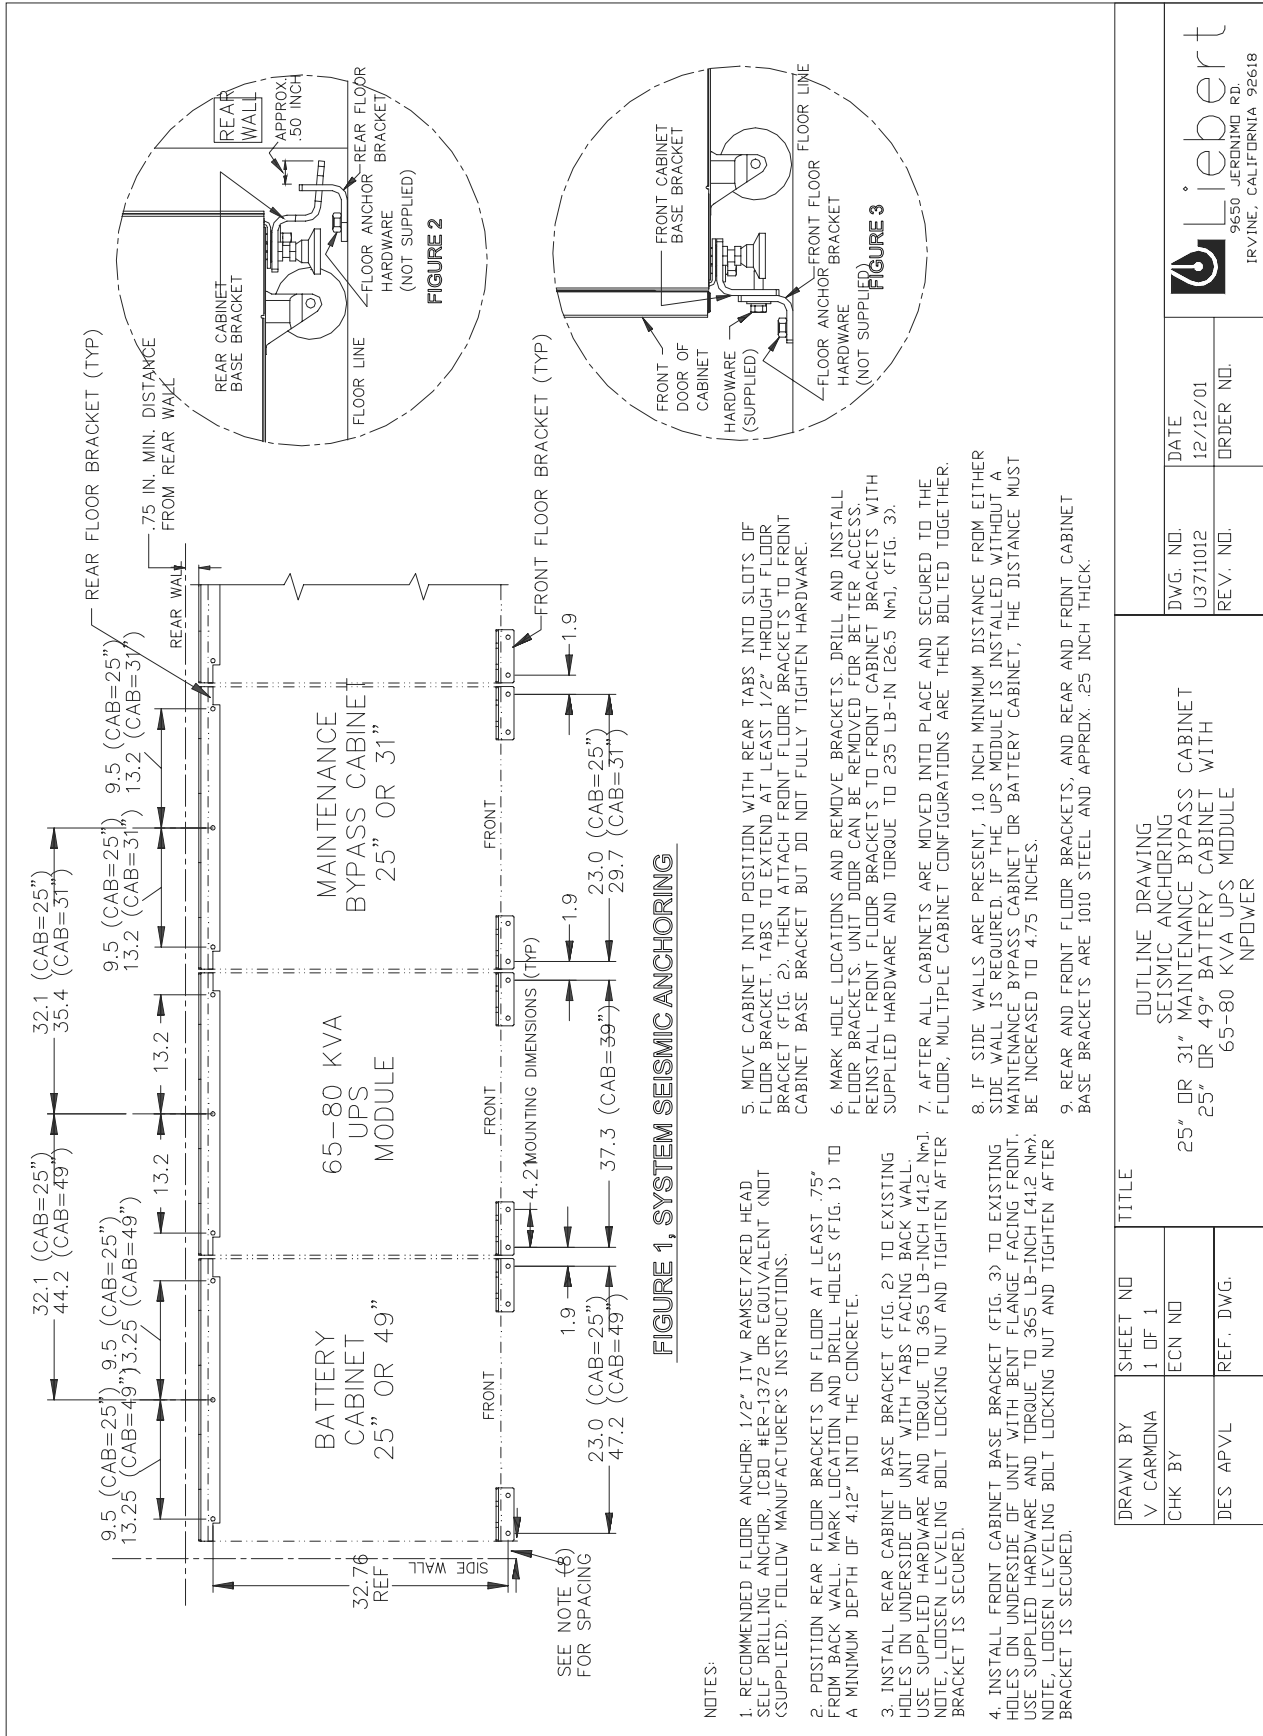 32.1 (CAB=25")
44.2 (CAB=49")
32.1 (CAB=25")
35.4 (CAB=31")
9.5 (CAB=25")
13.25 (CAB=49")
9.5 (CAB=25")
13.25 (CAB=49")
13.2
13.2
9.5 (CAB=25")
13.2 (CAB=31")
9.5 (CAB=25")
13.2 (CAB=31")
REAR WALL
REAR FLOOR BRACKET (TYP)
.75 IN. MIN. DISTANCE
FROM REAR WALL
32.76
REF
SIDE WALL
BATTERY
CABINET
25" OR 49"
65-80 KVA
UPS
MODULE
MAINTENANCE
BYPASS CABINET
25" OR 31"
FRONT
FRONT
FRONT
SEE NOTE (8)
FOR SPACING
1.9
4.21
MOUNTING DIMENSIONS (TYP)
1.9
1.9
FRONT FLOOR BRACKET (TYP)
23.0 (CAB=25")
47.2 (CAB=49")
37.3 (CAB=39")
23.0 (CAB=25")
29.7 (CAB=31")
FIGURE 1, SYSTEM SEISMIC ANCHORING
REAR
WALL
APPROX.
.50 INCH
REAR CABINET
BASE BRACKET
REAR FLOOR
BRACKET
FLOOR LINE
FLOOR ANCHOR
HARDWARE
(NOT SUPPLIED)
FIGURE 2
FRONT CABINET
BASE BRACKET
FRONT
DOOR OF
CABINET
HARDWARE
(SUPPLIED)
FLOOR LINE
FRONT FLOOR
BRACKET
FLOOR ANCHOR
HARDWARE
(NOT SUPPLIED)
FIGURE 3
NOTES:
1. RECOMMENDED FLOOR ANCHOR: 1/2" ITW RAMSET/RED HEAD
SELF DRILLING ANCHOR, ICBO #ER-1372 OR EQUIVALENT (NOT
(SUPPLIED). FOLLOW MANUFACTURER'S INSTRUCTIONS.
2. POSITION REAR FLOOR BRACKETS ON FLOOR AT LEAST .75"
FROM BACK WALL. MARK LOCATION AND DRILL HOLES (FIG. 1) TO
A MINIMUM DEPTH OF 4.12" INTO THE CONCRETE.
3. INSTALL REAR CABINET BASE BRACKET (FIG. 2) TO EXISTING
HOLES ON UNDERSIDE OF UNIT WITH TABS FACING BACK WALL.
USE SUPPLIED HARDWARE AND TORQUE TO 365 LB-INCH [41.2 Nm].
NOTE, LOOSEN LEVELING BOLT LOCKING NUT AND TIGHTEN AFTER
BRACKET IS SECURED.
4. INSTALL FRONT CABINET BASE BRACKET (FIG. 3) TO EXISTING
HOLES ON UNDERSIDE OF UNIT WITH BENT FLANGE FACING FRONT.
USE SUPPLIED HARDWARE AND TORQUE TO 365 LB-INCH [41.2 Nm).
NOTE, LOOSEN LEVELING BOLT LOCKING NUT AND TIGHTEN AFTER
BRACKET IS SECURED.
5. MOVE CABINET INTO POSITION WITH REAR TABS INTO SLOTS OF
FLOOR BRACKET. TABS TO EXTEND AT LEAST 1/2" THROUGH FLOOR
BRACKET (FIG. 2). THEN ATTACH FRONT FLOOR BRACKETS TO FRONT
CABINET BASE BRACKET BUT DO NOT FULLY TIGHTEN HARDWARE.
6. MARK HOLE LOCATIONS AND REMOVE BRACKETS. DRILL AND INSTALL
FLOOR BRACKETS. UNIT DOOR CAN BE REMOVED FOR BETTER ACCESS.
REINSTALL FRONT FLOOR BRACKETS TO FRONT CABINET BRACKETS WITH
SUPPLIED HARDWARE AND TORQUE TO 235 LB-IN [26.5 Nm], (FIG. 3).
7. AFTER ALL CABINETS ARE MOVED INTO PLACE AND SECURED TO THE
FLOOR, MULTIPLE CABINET CONFIGURATIONS ARE THEN BOLTED TOGETHER.
8. IF SIDE WALLS ARE PRESENT, 1.0 INCH MINIMUM DISTANCE FROM EITHER
SIDE WALL IS REQUIRED. IF THE UPS MODULE IS INSTALLED WITHOUT A
MAINTENANCE BYPASS CABINET OR BATTERY CABINET, THE DISTANCE MUST
BE INCREASED TO 4.75 INCHES.
9. REAR AND FRONT FLOOR BRACKETS, AND REAR AND FRONT CABINET
BASE BRACKETS ARE 1010 STEEL AND APPROX. .25 INCH THICK.
DRAWN BY
V CARMONA
CHK BY
DES APVL
SHEET NO
1 OF 1
ECN NO
REF. DWG.
TITLE
OUTLINE DRAWING
SEISMIC ANCHORING
25" OR 31" MAINTENANCE BYPASS CABINET
25" OR 49" BATTERY CABINET WITH
65-80 KVA UPS MODULE
NPOWER
DWG. NO.
U3711012
REV. NO.
DATE
12/12/01
ORDER NO.
Liebert
9650 JERONIMO RD.
IRVINE, CALIFORNIA 92618